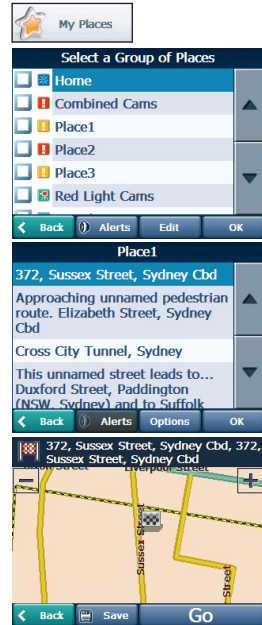 My Places
Select a Group of Places
Home
Combined Cams
Place1
Place2
Place3
Red Light Cams
Back
Alerts
Edit
OK
Place1
372, Sussex Street, Sydney Cbd
Approaching unnamed pedestrian
route. Elizabeth Street, Sydney
Cbd
Cross City Tunnel, Sydney
This unnamed street leads to...
Duxford Street, Paddington
(NSW, Sydney) and to Suffolk
Back
Alerts
Options
OK
372, Sussex Street, Sydney Cbd, 372,
Sussex Street, Sydney Cbd
Street
Liverpool Street
Sussex Street
Street
Back
Save
Go